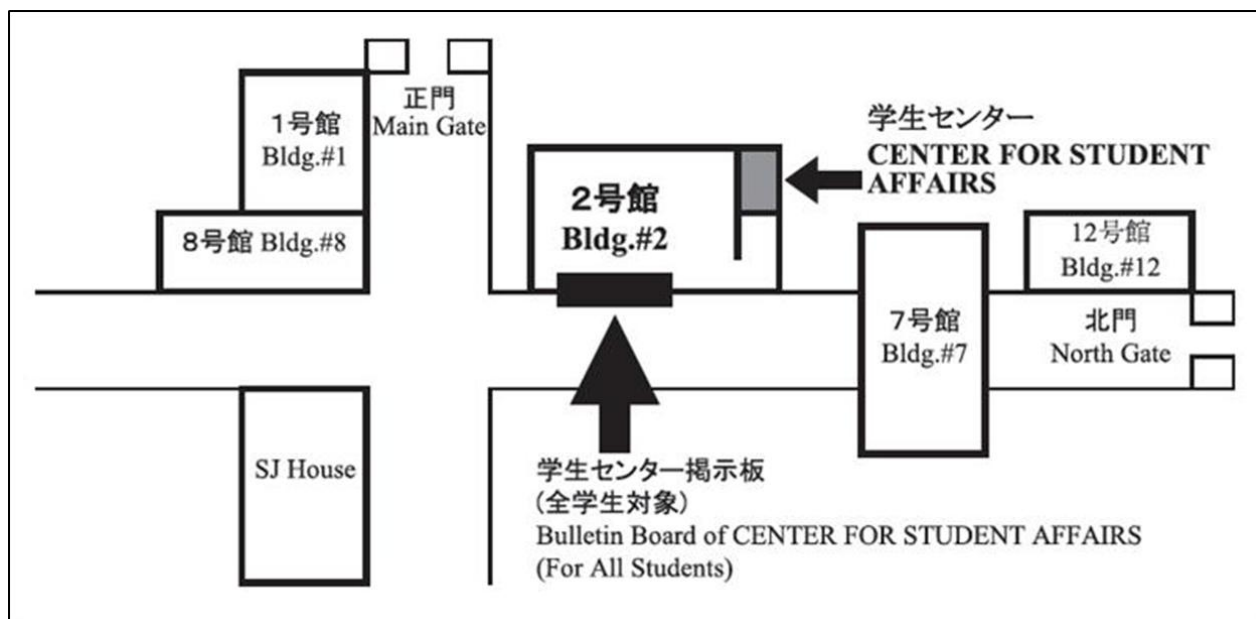 正門
Main Gate
1号館
Bldg.#1
8号館 Bldg.#8
2号館
Bldg.#2
学生センター
CENTER FOR STUDENT
AFFAIRS
7号館
Bldg.#7
12号館
Bldg.#12
北門
North Gate
SJ House
学生センター掲示板
(全学生対象)
Bulletin Board of CENTER FOR STUDENT AFFAIRS
(For All Students)